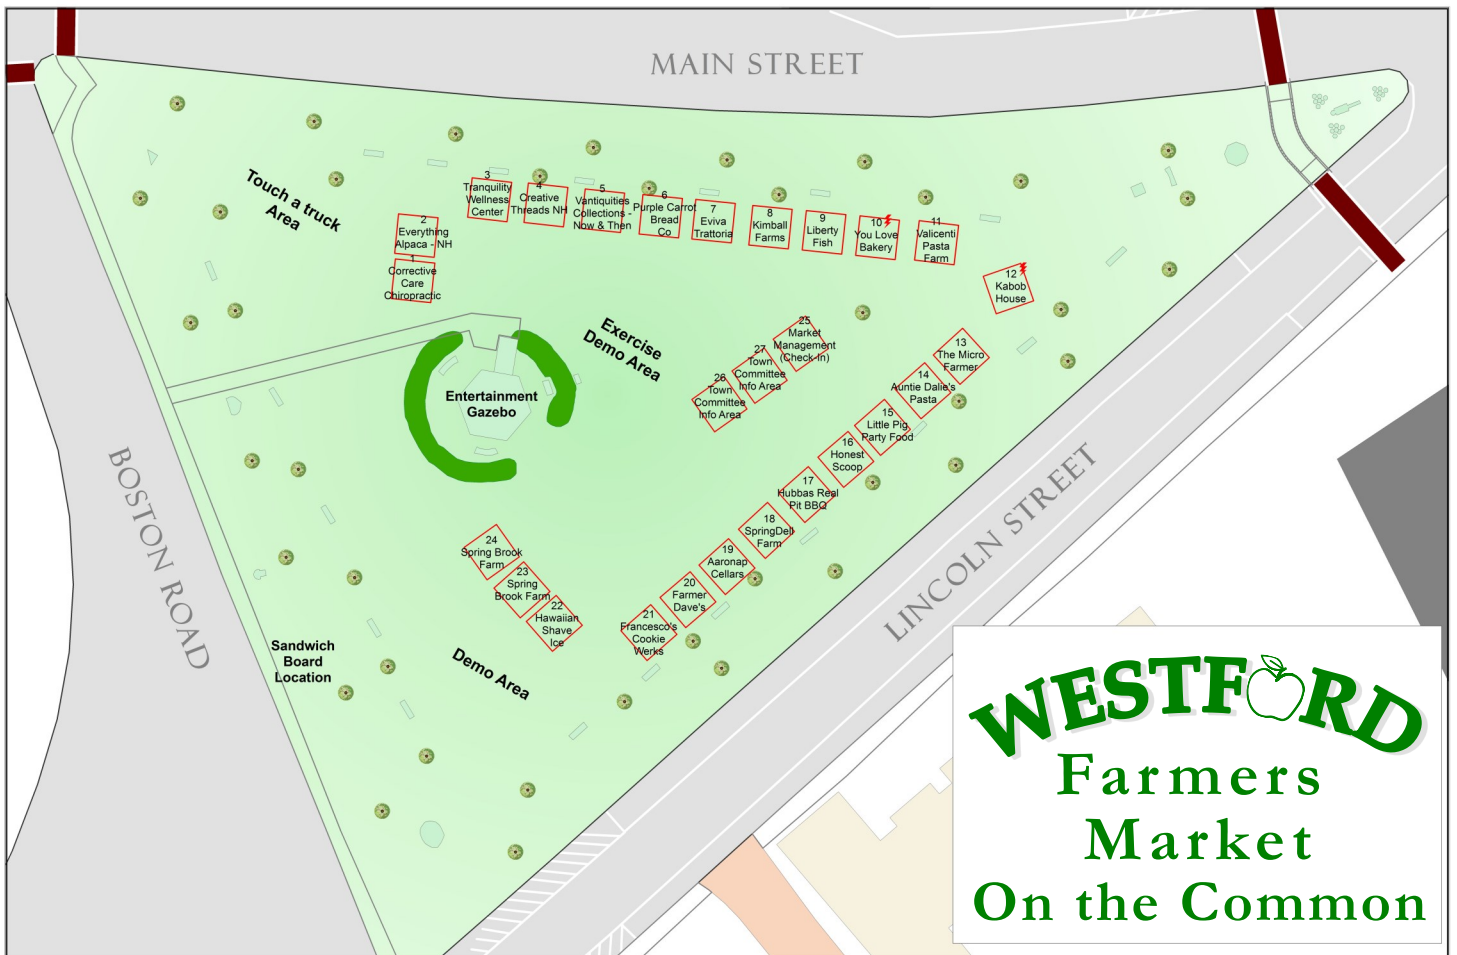 MAIN STREET
Touch a truck
Area
3
Tranquility
Wellness
Center
4
Creative
Threads NH
5
Vantiquities
Collections -
Now & Then
6
Purple Carrot
Bread
Co
7
Eviva
Trattoria
8
Kimball
Farms
9
Liberty
Fish
10
You Love
Bakery
11
Valicenti
Pasta
Farm
2
Everything
Alpaca - NH
1
Corrective
Care
Chiropractic
12
Kabob
House
Exercise
Demo Area
25
Market
Management
(Check-In)
27
Town
Committee
Info Area
26
Town
Committee
Info Area
13
The Micro
Farmer
14
Auntie Dalie's
Pasta
15
Little Pig
Party Food
16
Honest
Scoop
17
Hubbas Real
Pit BBQ
18
SpringDell
Farm
19
Aaronap
Cellars
20
Farmer
Dave's
21
Francesco's
Cookie
Werks
Entertainment
Gazebo
24
Spring Brook
Farm
23
Spring
Brook Farm
22
Hawaiian
Shave
Ice
Demo Area
Sandwich
Board
Location
BOSTON ROAD
LINCOLN STREET
WESTFORD
Farmers
Market
On the Common